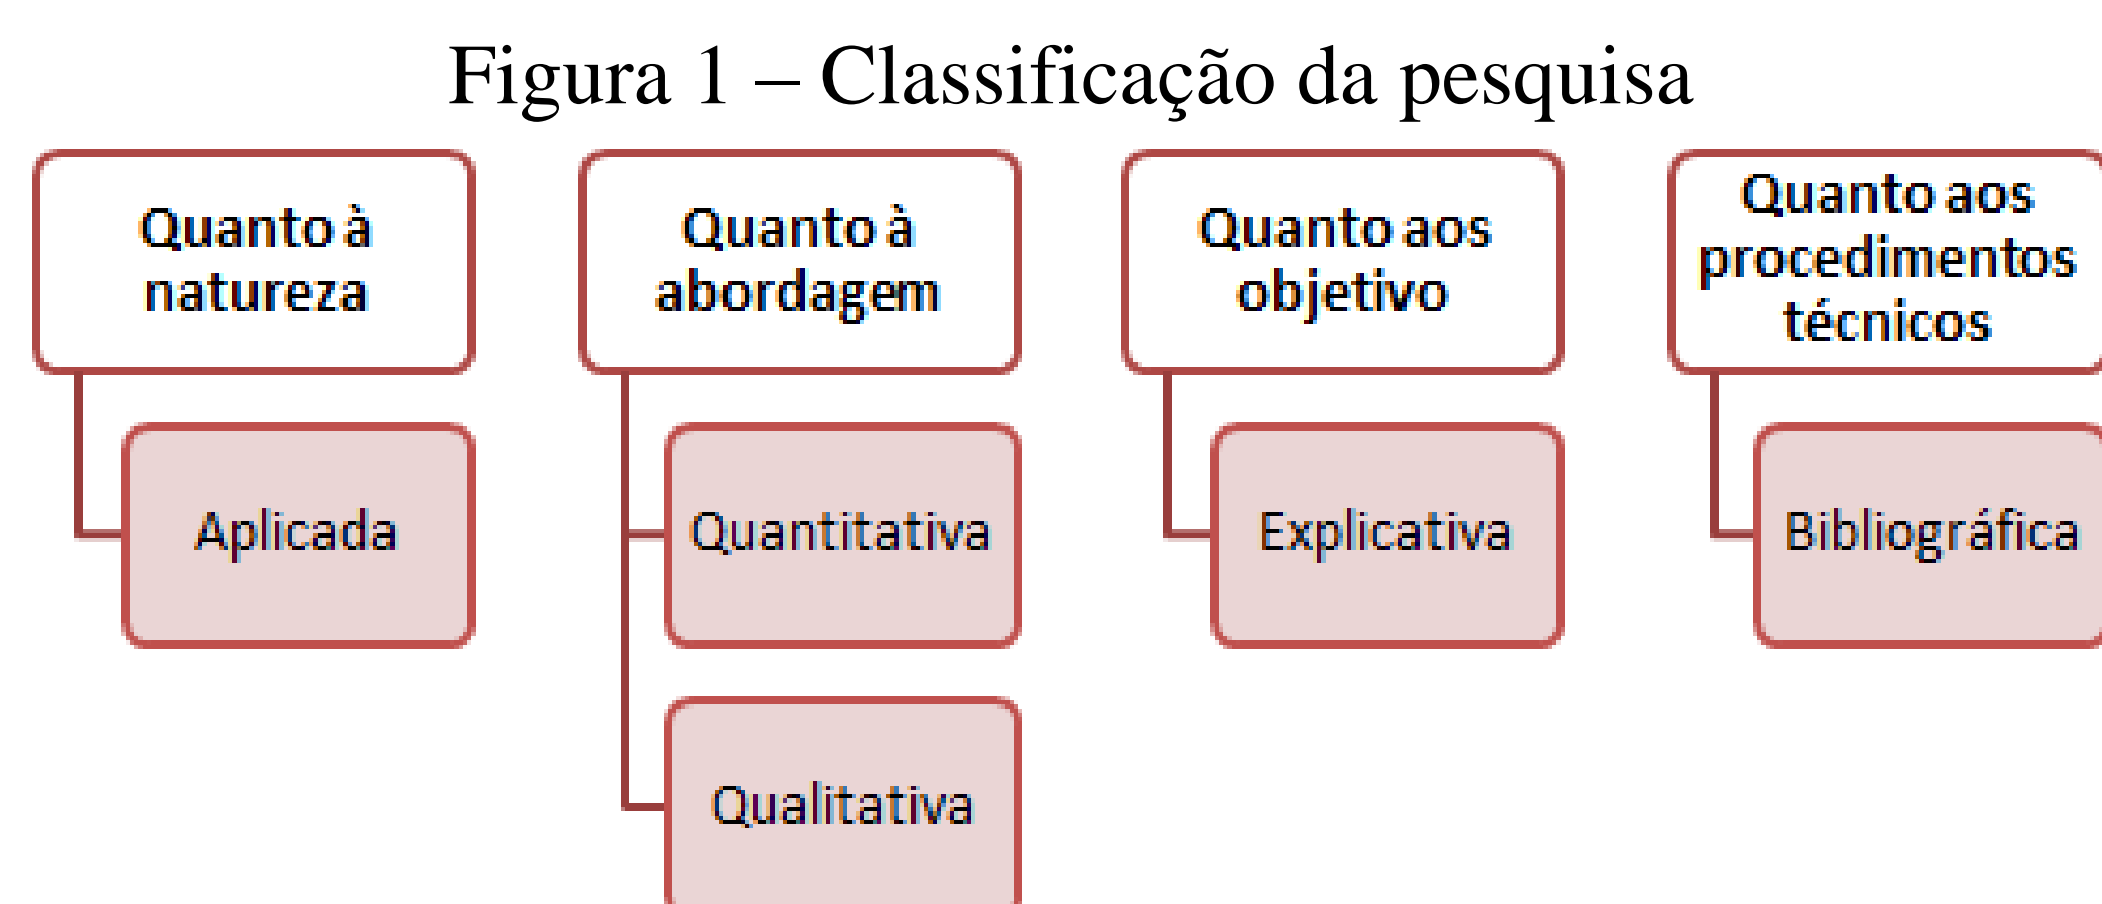 Figura 1 – Classificação da pesquisa
Quanto à
natureza
Aplicada
Quanto à
abordagem
Quantitativa
Qualitativa
Quanto aos
objetivo
Explicativa
Quanto aos
procedimentos
técnicos
Bibliográfica